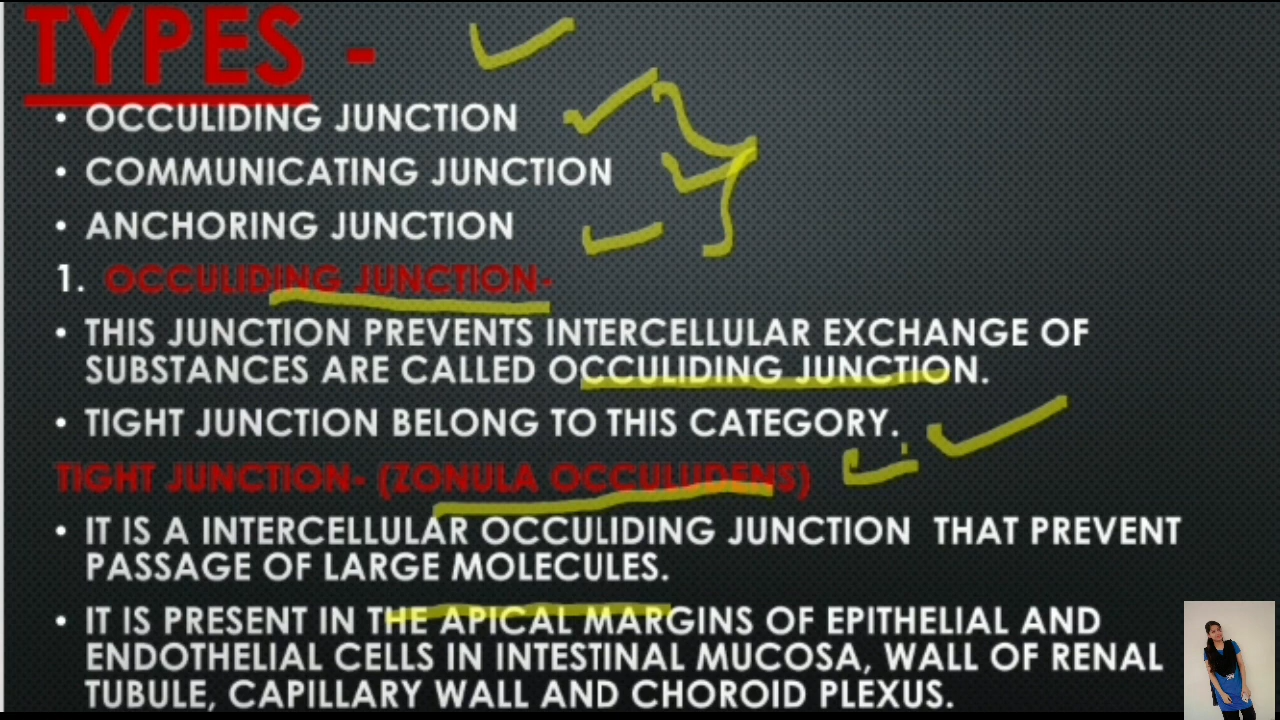 TYPES -
• OCCULIDING JUNCTION
• COMMUNICATING JUNCTION
• ANCHORING JUNCTION
1. OCCULIDING JUNCTION-
• THIS JUNCTION PREVENTS INTERCELLULAR EXCHANGE OF
SUBSTANCES ARE CALLED OCCULIDING JUNCTION.
• TIGHT JUNCTION BELONG TO THIS CATEGORY.
TIGHT JUNCTION- (ZONULA OCCULUDENS)
• IT IS A INTERCELLULAR OCCULIDING JUNCTION THAT PREVENT
PASSAGE OF LARGE MOLECULES.
• IT IS PRESENT IN THE APICAL MARGINS OF EPITHELIAL AND
ENDOTHELIAL CELLS IN INTESTINAL MUCOSA, WALL OF RENAL
TUBULE, CAPILLARY WALL AND CHOROID PLEXUS.